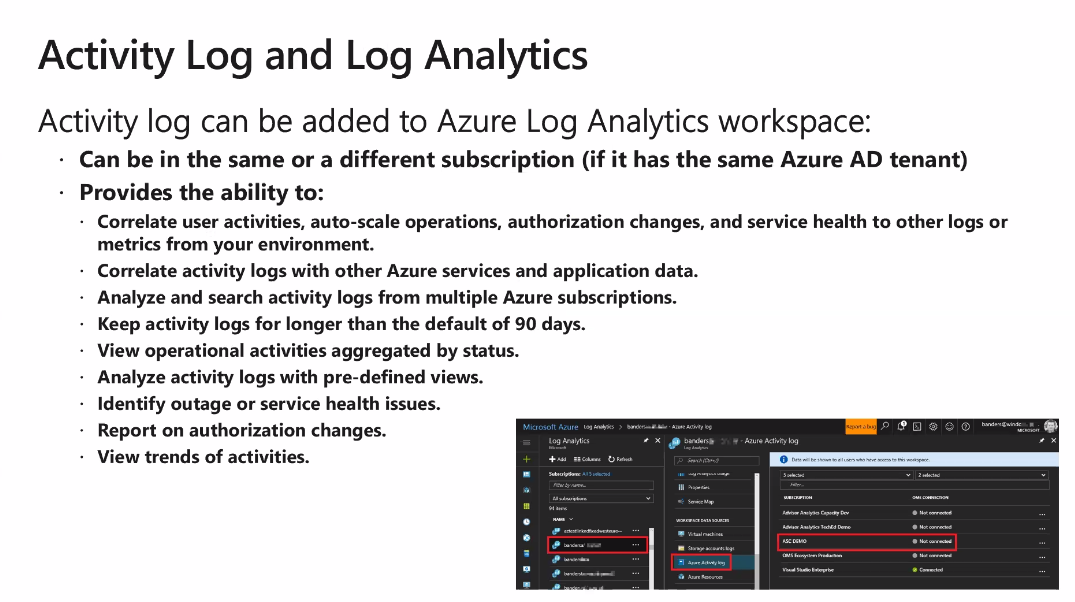 Activity Log and Log Analytics
Activity log can be added to Azure Log Analytics workspace:
· Can be in the same or a different subscription (if it has the same Azure AD tenant)
· Provides the ability to:
· Correlate user activities, auto-scale operations, authorization changes, and service health to other logs or
metrics from your environment.
· Correlate activity logs with other Azure services and application data.
· Analyze and search activity logs from multiple Azure subscriptions.
· Keep activity logs for longer than the default of 90 days.
· View operational activities aggregated by status.
· Analyze activity logs with pre-defined views.
· Identify outage or service health issues.
· Report on authorization changes.
· View trends of activities.
Microsoft Azure Log Analytics > Azure Activity log
Report a bug
MICROSOFT
Log Analytics
Microsoft
Add Columns Refresh
Subscriptions: All 5 selected
Filter by name...
All subscriptions
items
NAME
- Azure Activity log
Log Analytics
Search (Ctrl+/)
Properties
Service Map
WORKSPACE DATA SOURCES
Virtual machines
Storage accounts logs
Azure Activity log
Azure Resources
Data will be shown to all users who have access to this workspace.
5 selected
2 selected
Filter...
SUBSCRIPTION OMS CONNECTION
Advisor Analytics Capacity Dev Not connected ...
Advisor Analytics TechEd Demo Not connected ...
ASC DEMO Not connected ...
OMS Ecosystem Production Not connected ...
Visual Studio Enterprise Connected ...